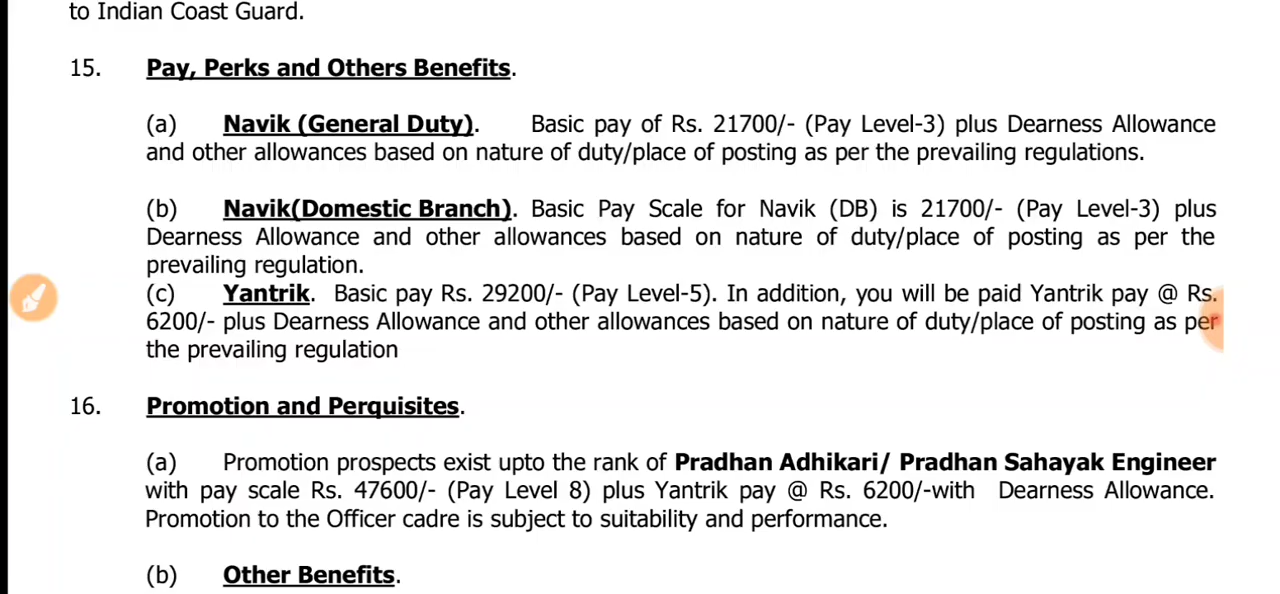 to Indian Coast Guard.
15. Pay, Perks and Others Benefits.
(a) Navik (General Duty). Basic pay of Rs. 21700/- (Pay Level-3) plus Dearness Allowance
and other allowances based on nature of duty/place of posting as per the prevailing regulations.
(b) Navik(Domestic Branch). Basic Pay Scale for Navik (DB) is 21700/- (Pay Level-3) plus
Dearness Allowance and other allowances based on nature of duty/place of posting as per the
prevailing regulation.
(c) Yantrik. Basic pay Rs. 29200/- (Pay Level-5). In addition, you will be paid Yantrik pay @ Rs.
6200/- plus Dearness Allowance and other allowances based on nature of duty/place of posting as per
the prevailing regulation
16. Promotion and Perquisites.
(a) Promotion prospects exist upto the rank of Pradhan Adhikari/ Pradhan Sahayak Engineer
with pay scale Rs. 47600/- (Pay Level 8) plus Yantrik pay @ Rs. 6200/-with Dearness Allowance.
Promotion to the Officer cadre is subject to suitability and performance.
(b) Other Benefits.